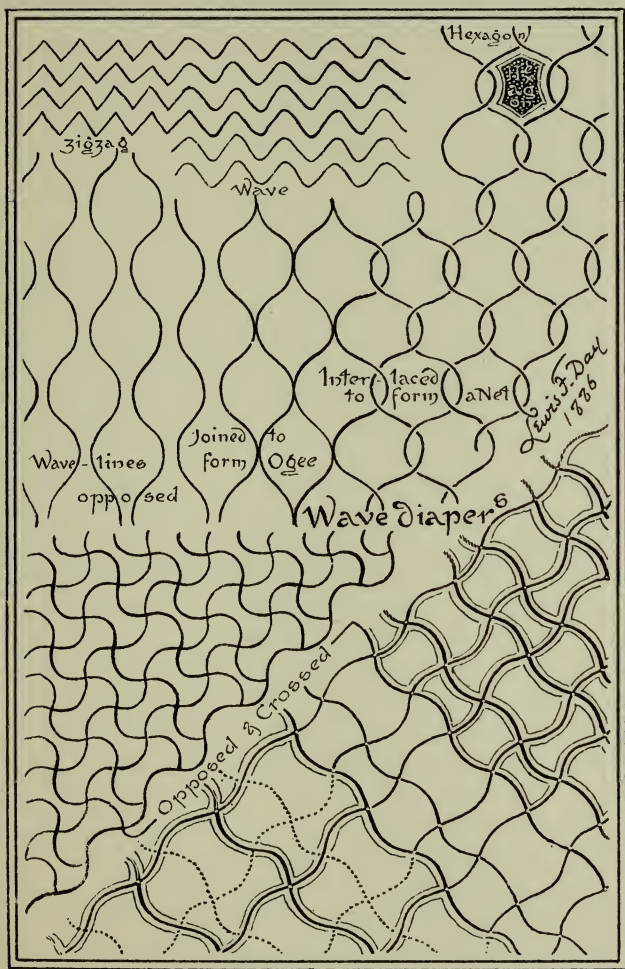 Hexagon
zigzag
Wave
Inter-laced
to form a Net
Lewis F. Day
1886
Joined to
form Ogee
Wave-lines
opposed
Wave diapers
Opposed & Crossed